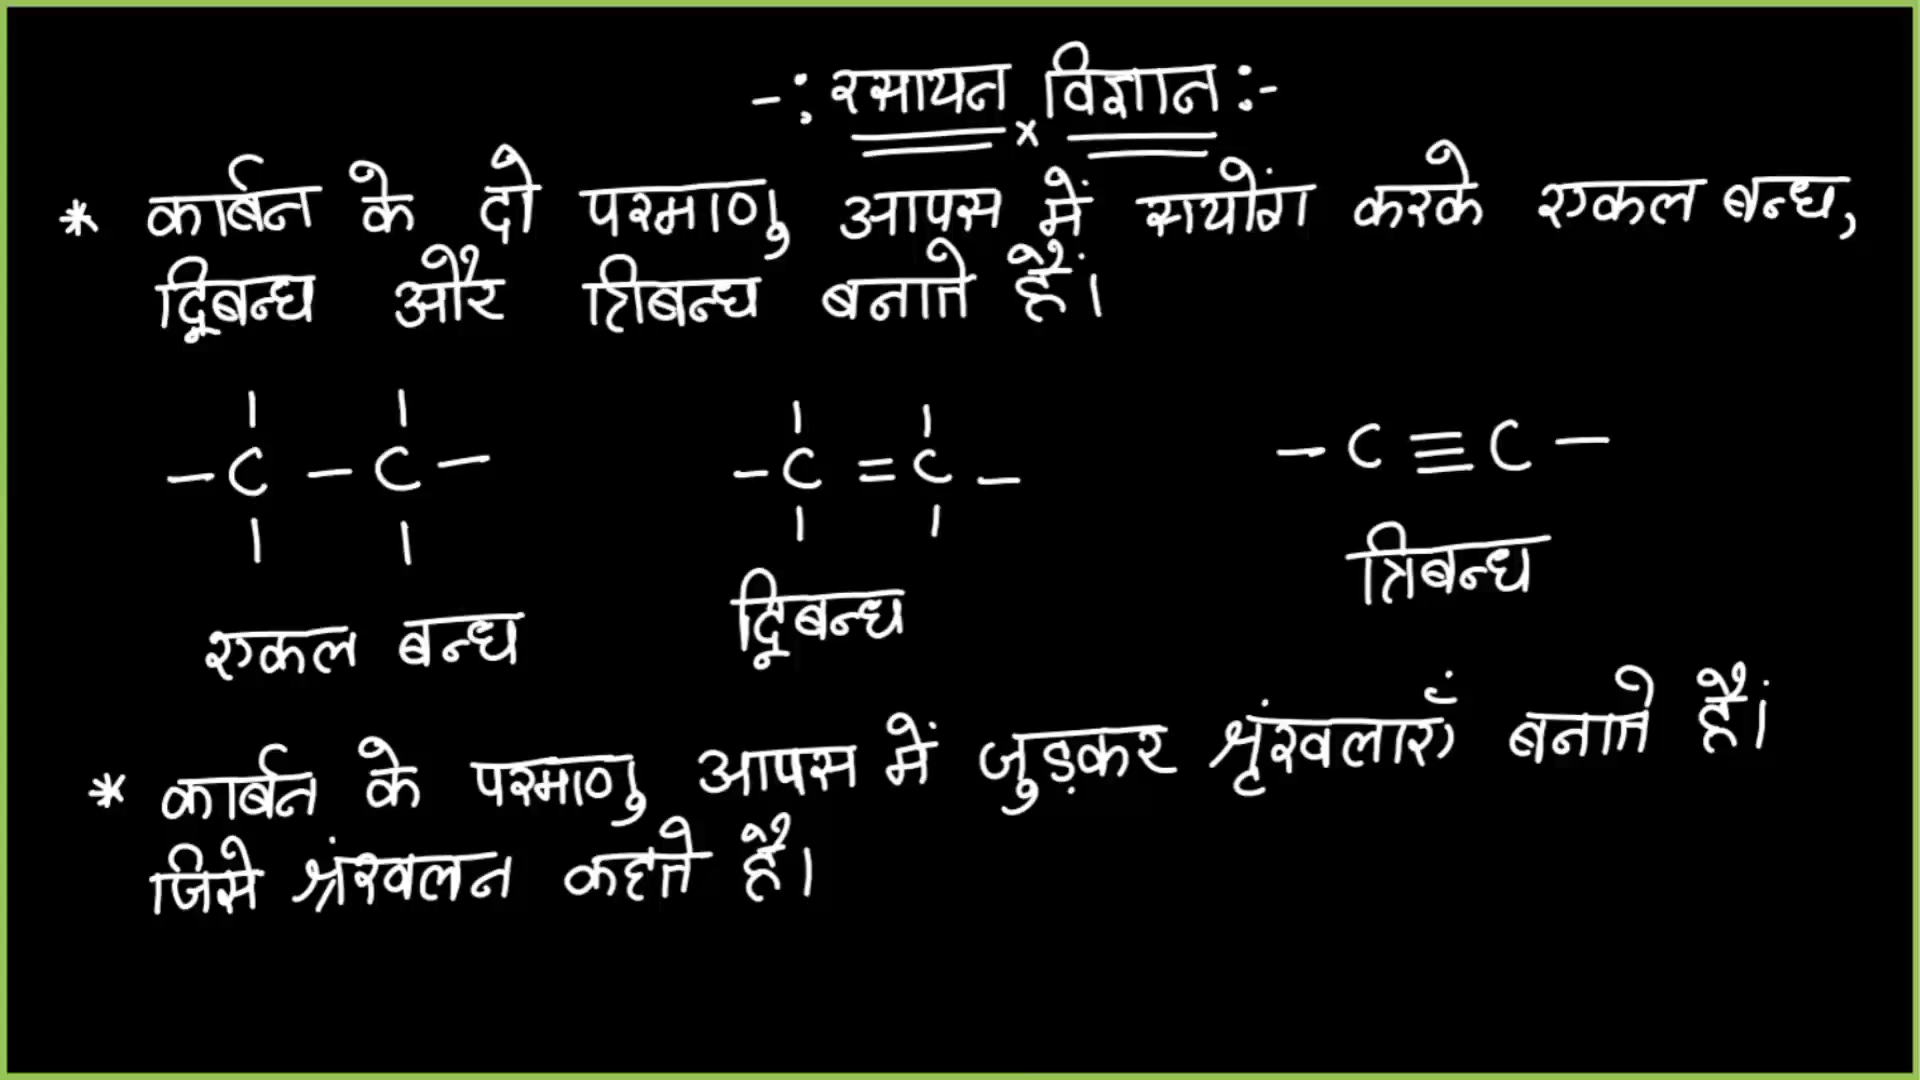 -: रसायन विज्ञान :-
* कार्बन के दो परमाणु आपस में सयोंग करके एकल बन्ध,
द्विबन्ध और त्रिबन्ध बनाते हैं।
| | | |
-C - C- -C = C- -C ≡ C-
| | | |
एकल बन्ध द्विबन्ध त्रिबन्ध
* कार्बन के परमाणु आपस में जुड़कर श्रृंखलाएँ बनाते हैं।
जिसे श्रंखलन कहते है।